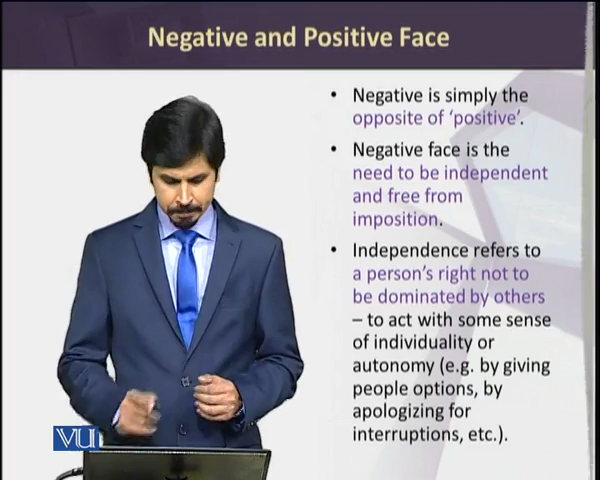 Negative and Positive Face
• Negative is simply the
opposite of ‘positive’.
• Negative face is the
need to be independent
and free from
imposition.
• Independence refers to
a person’s right not to
be dominated by others
– to act with some sense
of individuality or
autonomy (e.g. by giving
people options, by
apologizing for
interruptions, etc.).
VU